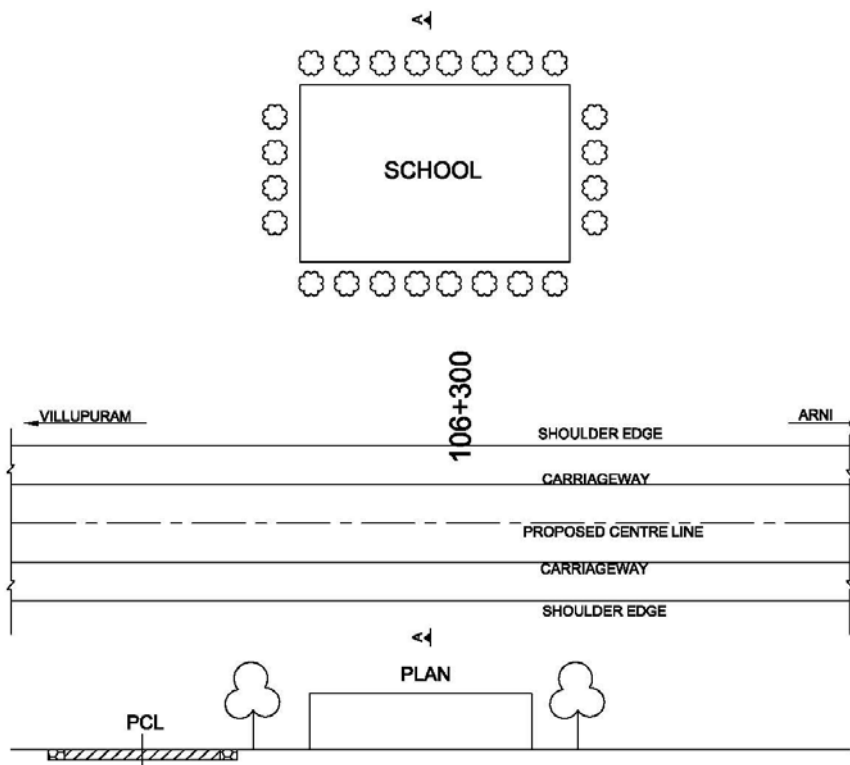 A
SCHOOL
106+300
VILLUPURAM
ARNI
SHOULDER EDGE
CARRIAGEWAY
PROPOSED CENTRE LINE
CARRIAGEWAY
SHOULDER EDGE
A
PLAN
PCL